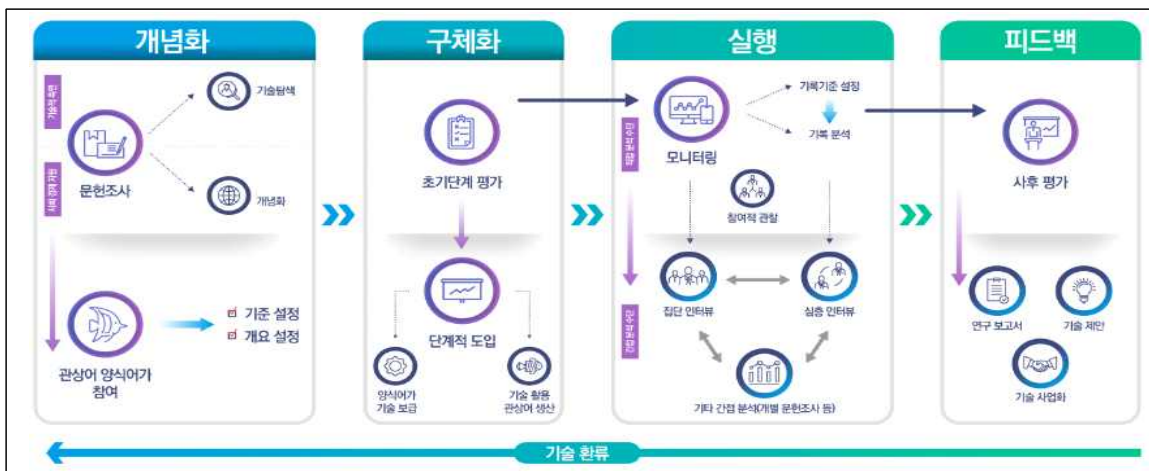 개념화
기술적 측면
기술탐색
문헌조사
개념화
관상어 양식어가
참여
기준 설정
개요 설정
구체화
초기단계 평가
단계적 도입
양식어가
기술 보급
기술 활용
관상어 생산
실행
모니터링
기록기준 설정
기록 분석
참여적 관찰
집단 인터뷰
심층 인터뷰
기타 간접 분석(개별 문헌조사 등)
피드백
사후 평가
연구 보고서
기술 제안
기술 사업화
기술 환류